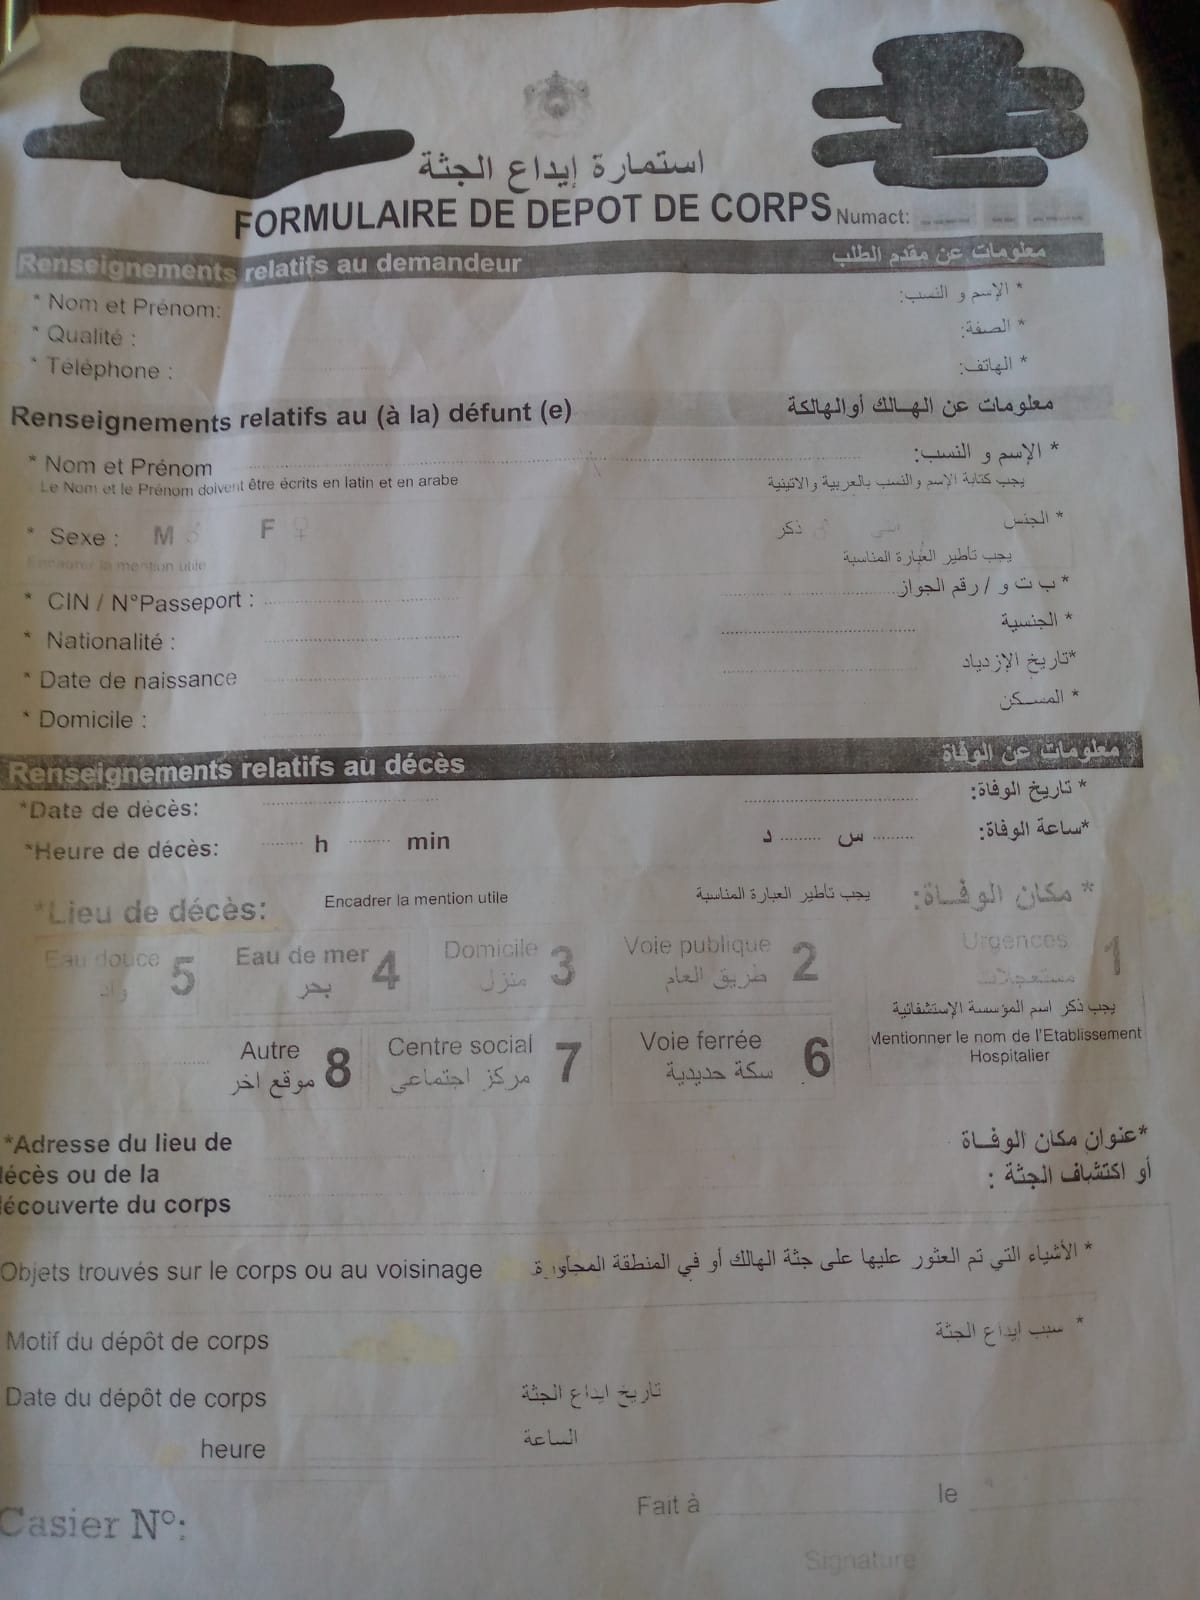 استمارة إيداع الجثة
FORMULAIRE DE DEPOT DE CORPS Numact:
Renseignements relatifs au demandeur معلومات عن مقدم الطلب
* Nom et Prénom: * الإسم و النسب:
* Qualité : * الصفة:
* Téléphone : * الهاتف:
Renseignements relatifs au (à la) défunt (e) معلومات عن الهالك أوالهالكة
* Nom et Prénom * الإسم و النسب:
Le Nom et le Prénom doivent être écrits en latin et en arabe يجب كتابة الإسم والنسب بالعربية والاتينية
* Sexe : M ♂ F ♀ ذكر ♂ انثى * الجنس
Encadrer la mention utile يجب تأطير العبارة المناسبة
* CIN / N°Passeport : * ب ت و / رقم الجواز
* Nationalité : * الجنسية
* Date de naissance *تاريخ الإزدياد
* Domicile : * المسكن
Renseignements relatifs au décès معلومات عن الوفاة
*Date de décès: * تاريخ الوفاة:
*Heure de décès: h min د س *ساعة الوفاة:
*Lieu de décès: Encadrer la mention utile يجب تأطير العبارة المناسبة * مكان الوفاة:
Eau douce 5 Eau de mer 4 Domicile 3 Voie publique 2 Urgences 1
واد بحر منزل طريق العام مستعجلات
يجب ذكر اسم المؤسسة الإستشفائية
Mentionner le nom de l'Etablissement
Hospitalier
Autre 8 Centre social 7 Voie ferrée 6
موقع اخر مركز اجتماعي سكة حديدية
*Adresse du lieu de *عنوان مكان الوفاة
décès ou de la أو اكتشاف الجثة :
découverte du corps
Objets trouvés sur le corps ou au voisinage * الأشياء التي تم العثور عليها على جثة الهالك أو في المنطقة المجاورة
Motif du dépôt de corps * سبب ايداع الجثة
Date du dépôt de corps تاريخ ايداع الجثة
heure الساعة
Casier N°: Fait à le
Signature